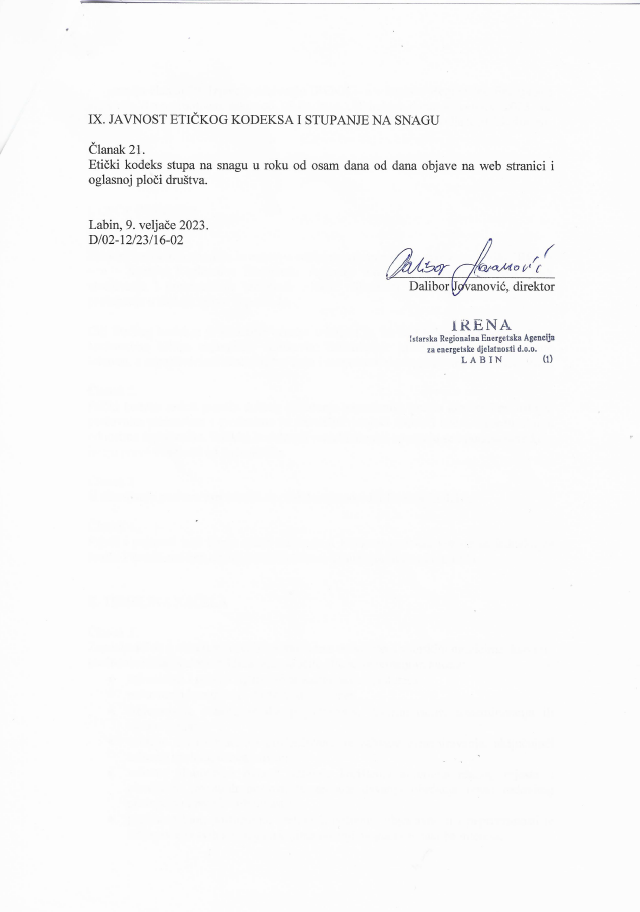 IX. JAVNOST ETIČKOG KODEKSA I STUPANJE NA SNAGU
Članak 21.
Etički kodeks stupa na snagu u roku od osam dana od dana objave na web stranici i
oglasnoj ploči društva.
Labin, 9. veljače 2023.
D/02-12/23/16-02
Dalibor Jovanović
Dalibor Jovanović, direktor
IRENA
Istarska Regionalna Energetaka Agencija
za energetske djelatnosti d.o.o.
LABIN (1)